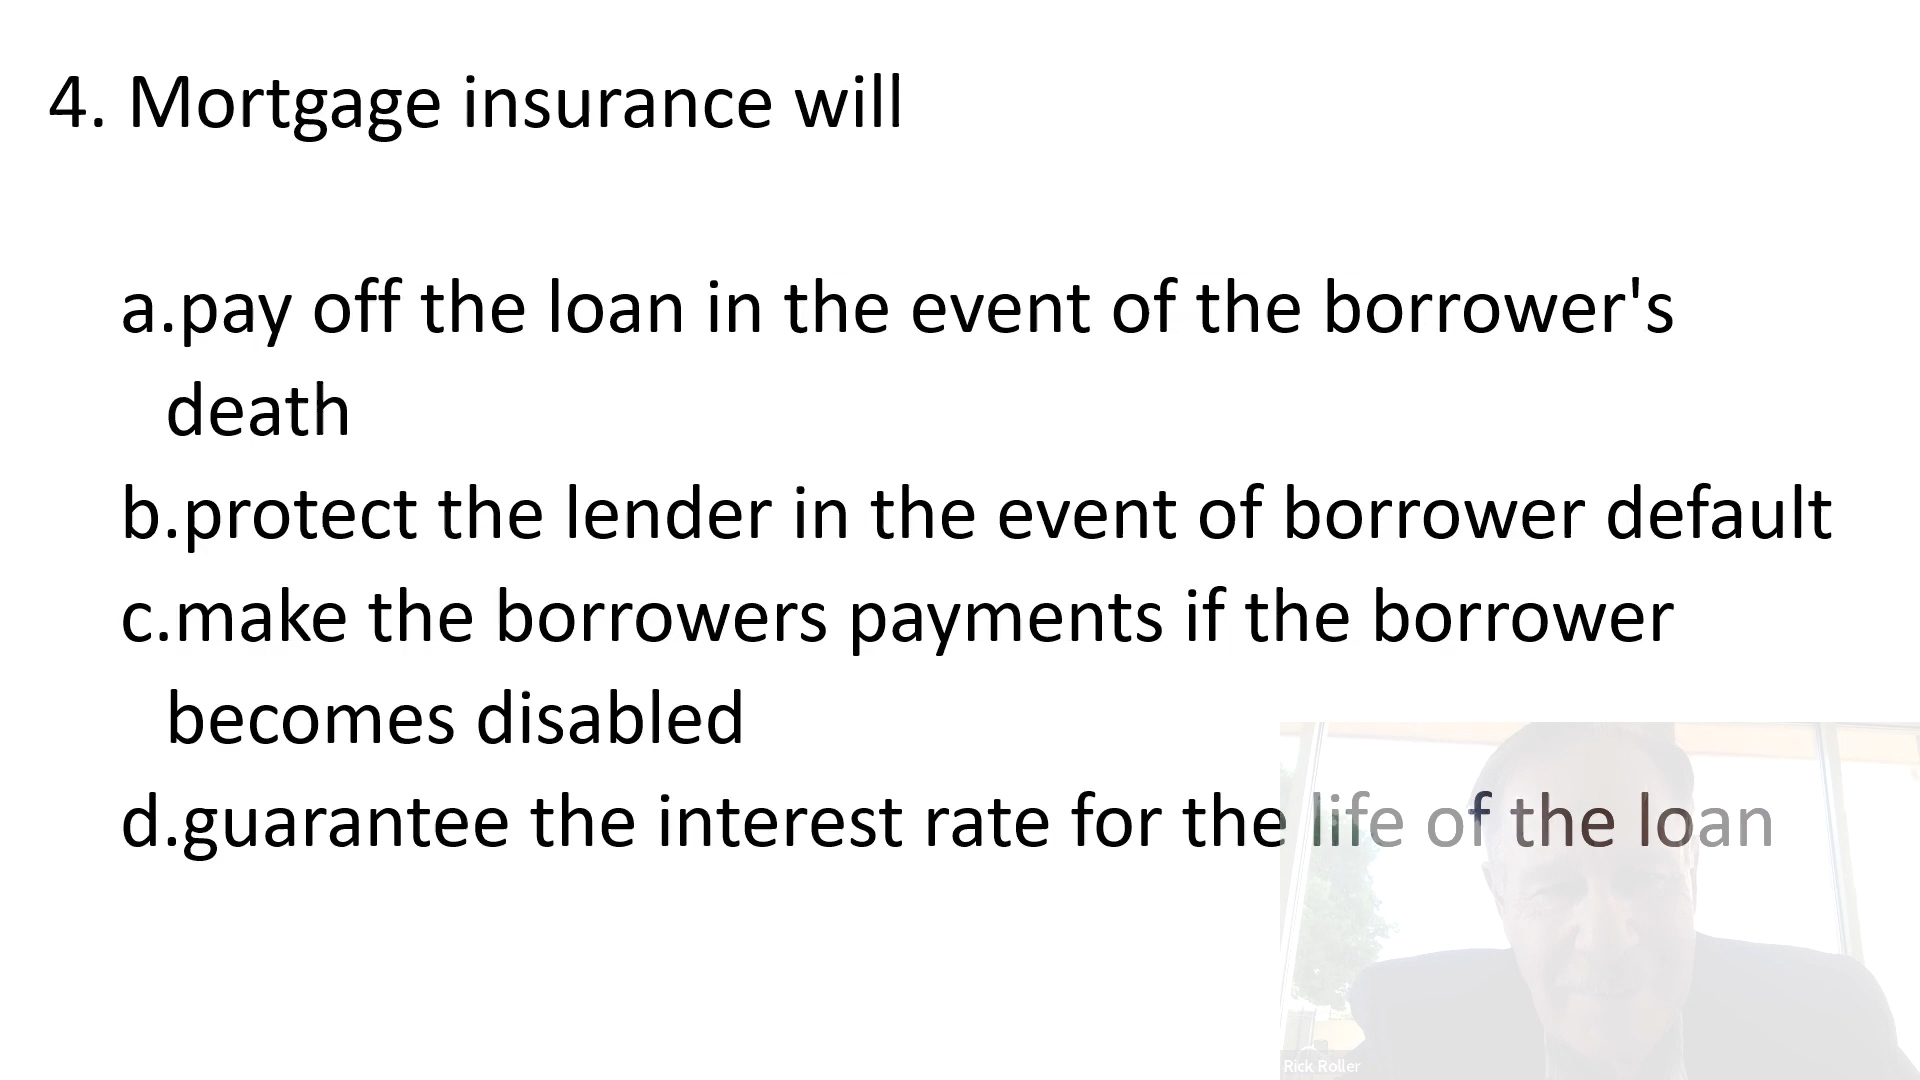 4. Mortgage insurance will
a.pay off the loan in the event of the borrower's
death
b.protect the lender in the event of borrower default
c.make the borrowers payments if the borrower
becomes disabled
d.guarantee the interest rate for the life of the loan
Rick Roller